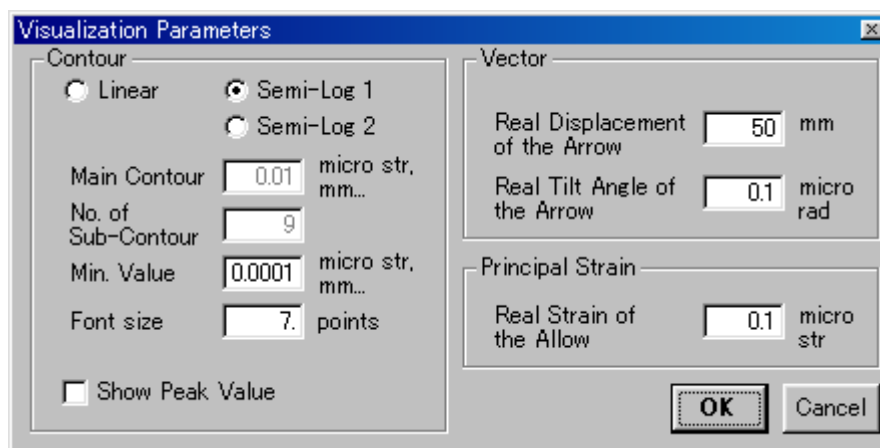 Visualization Parameters
Contour
Linear
Semi-Log 1
Semi-Log 2
Main Contour
0.01
micro str,
mm...
No. of
Sub-Contour
9
Min. Value
0.0001
micro str,
mm...
Font size
7.
points
Show Peak Value
Vector
Real Displacement
of the Arrow
50
mm
Real Tilt Angle of
the Arrow
0.1
micro
rad
Principal Strain
Real Strain of
the Allow
0.1
micro
str
OK
Cancel